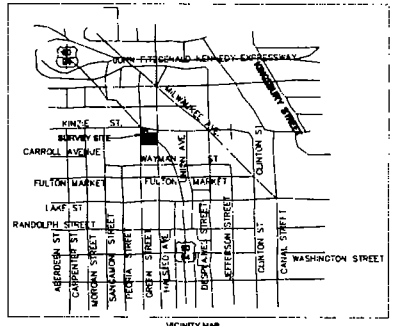 JOHN FITZGERALD KENNEDY EXPRESSWAY
KINGSBURY STREET
MILWAUKEE AVE.
KINZIE ST.
SURVEY SITE
CARROLL AVENUE
WAYMAN ST
UNION AVE
CLINTON ST
FULTON MARKET
FULTON MARKET
LAKE ST
RANDOLPH STREET
WASHINGTON STREET
ABERDEEN ST
CARPENTER ST
MORGAN STREET
SANGAMON STREET
PEORIA STREET
GREEN STREET
HALSTED AVE
DESPLAINES STREET
JEFFERSON STREET
CLINTON ST
CANAL STREET
VICINITY MAP